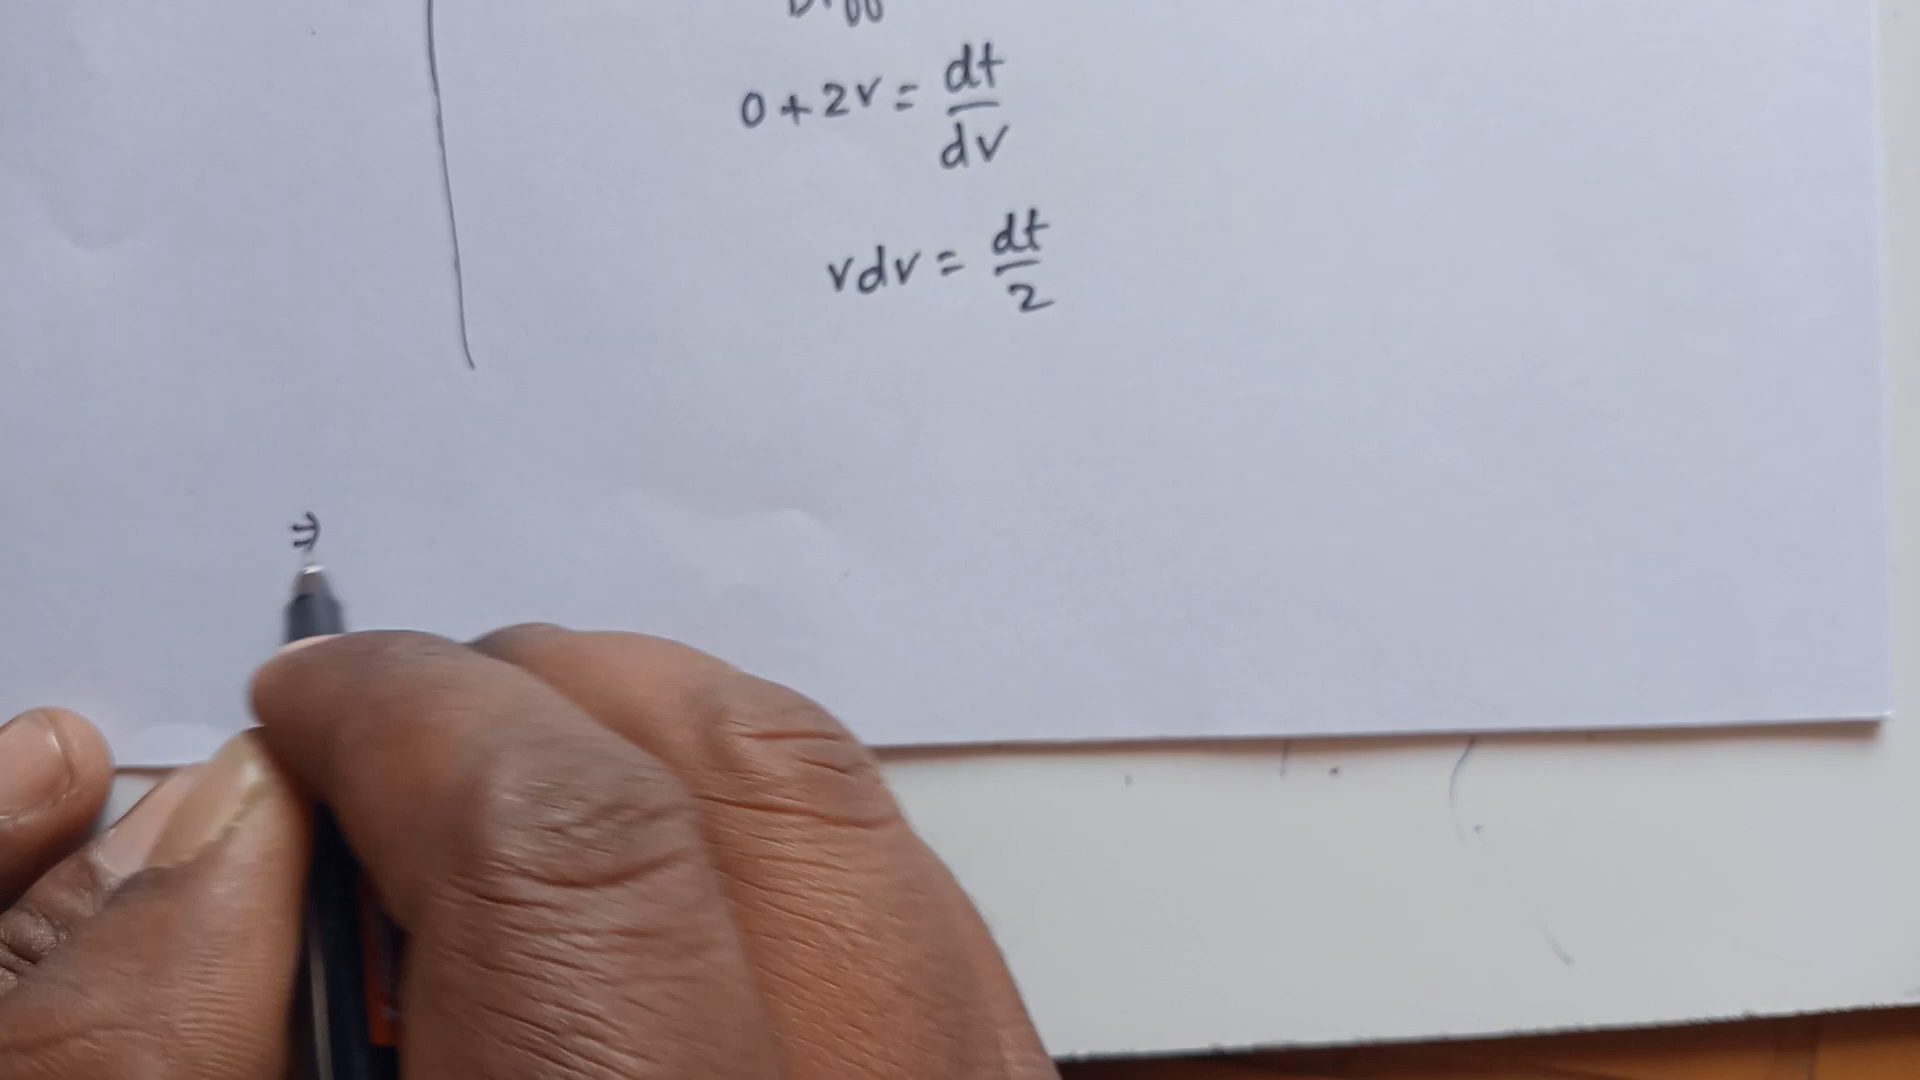 0 + 2v = dt/dv
vdv = dt/2
⇒